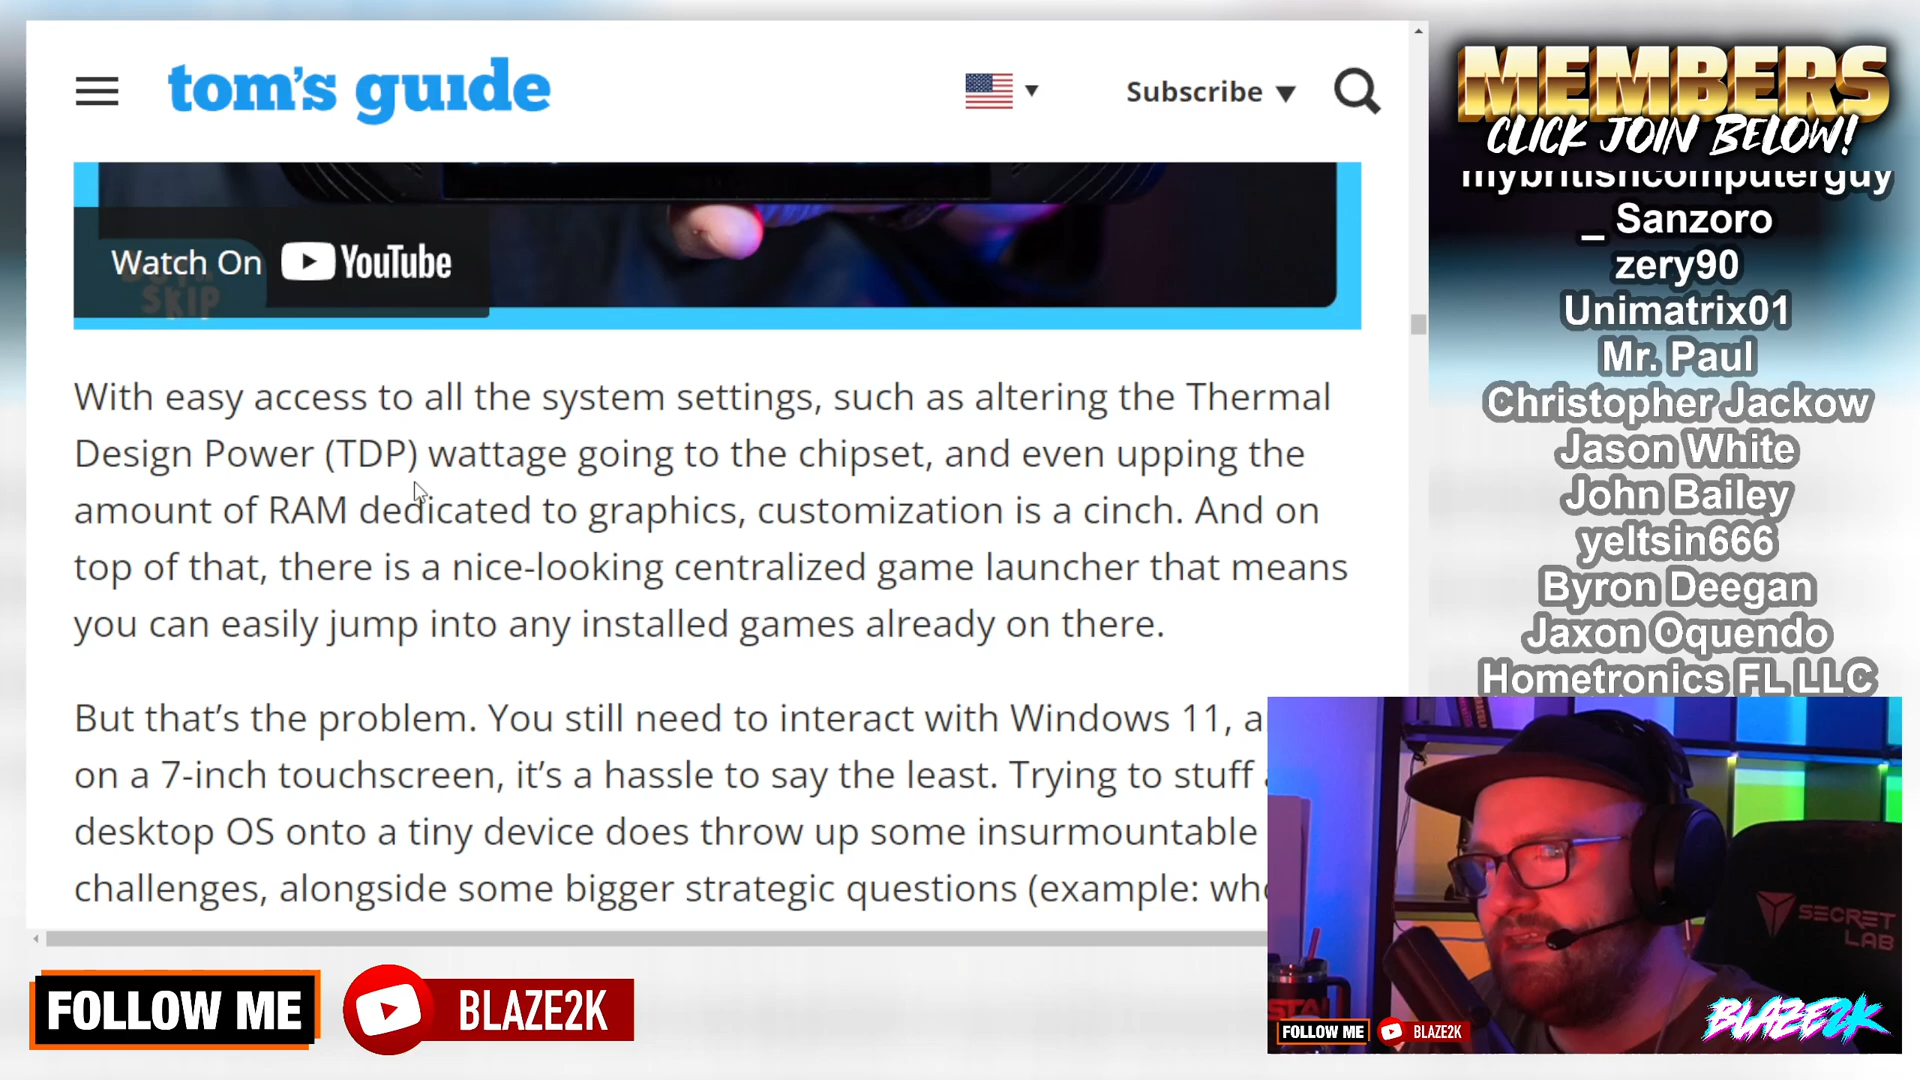 tom's guide
Subscribe
Watch On YouTube
SKIP
With easy access to all the system settings, such as altering the Thermal
Design Power (TDP) wattage going to the chipset, and even upping the
amount of RAM dedicated to graphics, customization is a cinch. And on
top of that, there is a nice-looking centralized game launcher that means
you can easily jump into any installed games already on there.
But that's the problem. You still need to interact with Windows 11, a
on a 7-inch touchscreen, it's a hassle to say the least. Trying to stuff
desktop OS onto a tiny device does throw up some insurmountable
challenges, alongside some bigger strategic questions (example: who
MEMBERS
CLICK JOIN BELOW!
mybritishcomputerguy
_ Sanzoro
zery90
Unimatrix01
Mr. Paul
Christopher Jackow
Jason White
John Bailey
yeltsin666
Byron Deegan
Jaxon Oquendo
Hometronics FL LLC
SECRET
LAB
STA
FOLLOW ME
BLAZE2K
BLAZE2K
FOLLOW ME
BLAZE2K